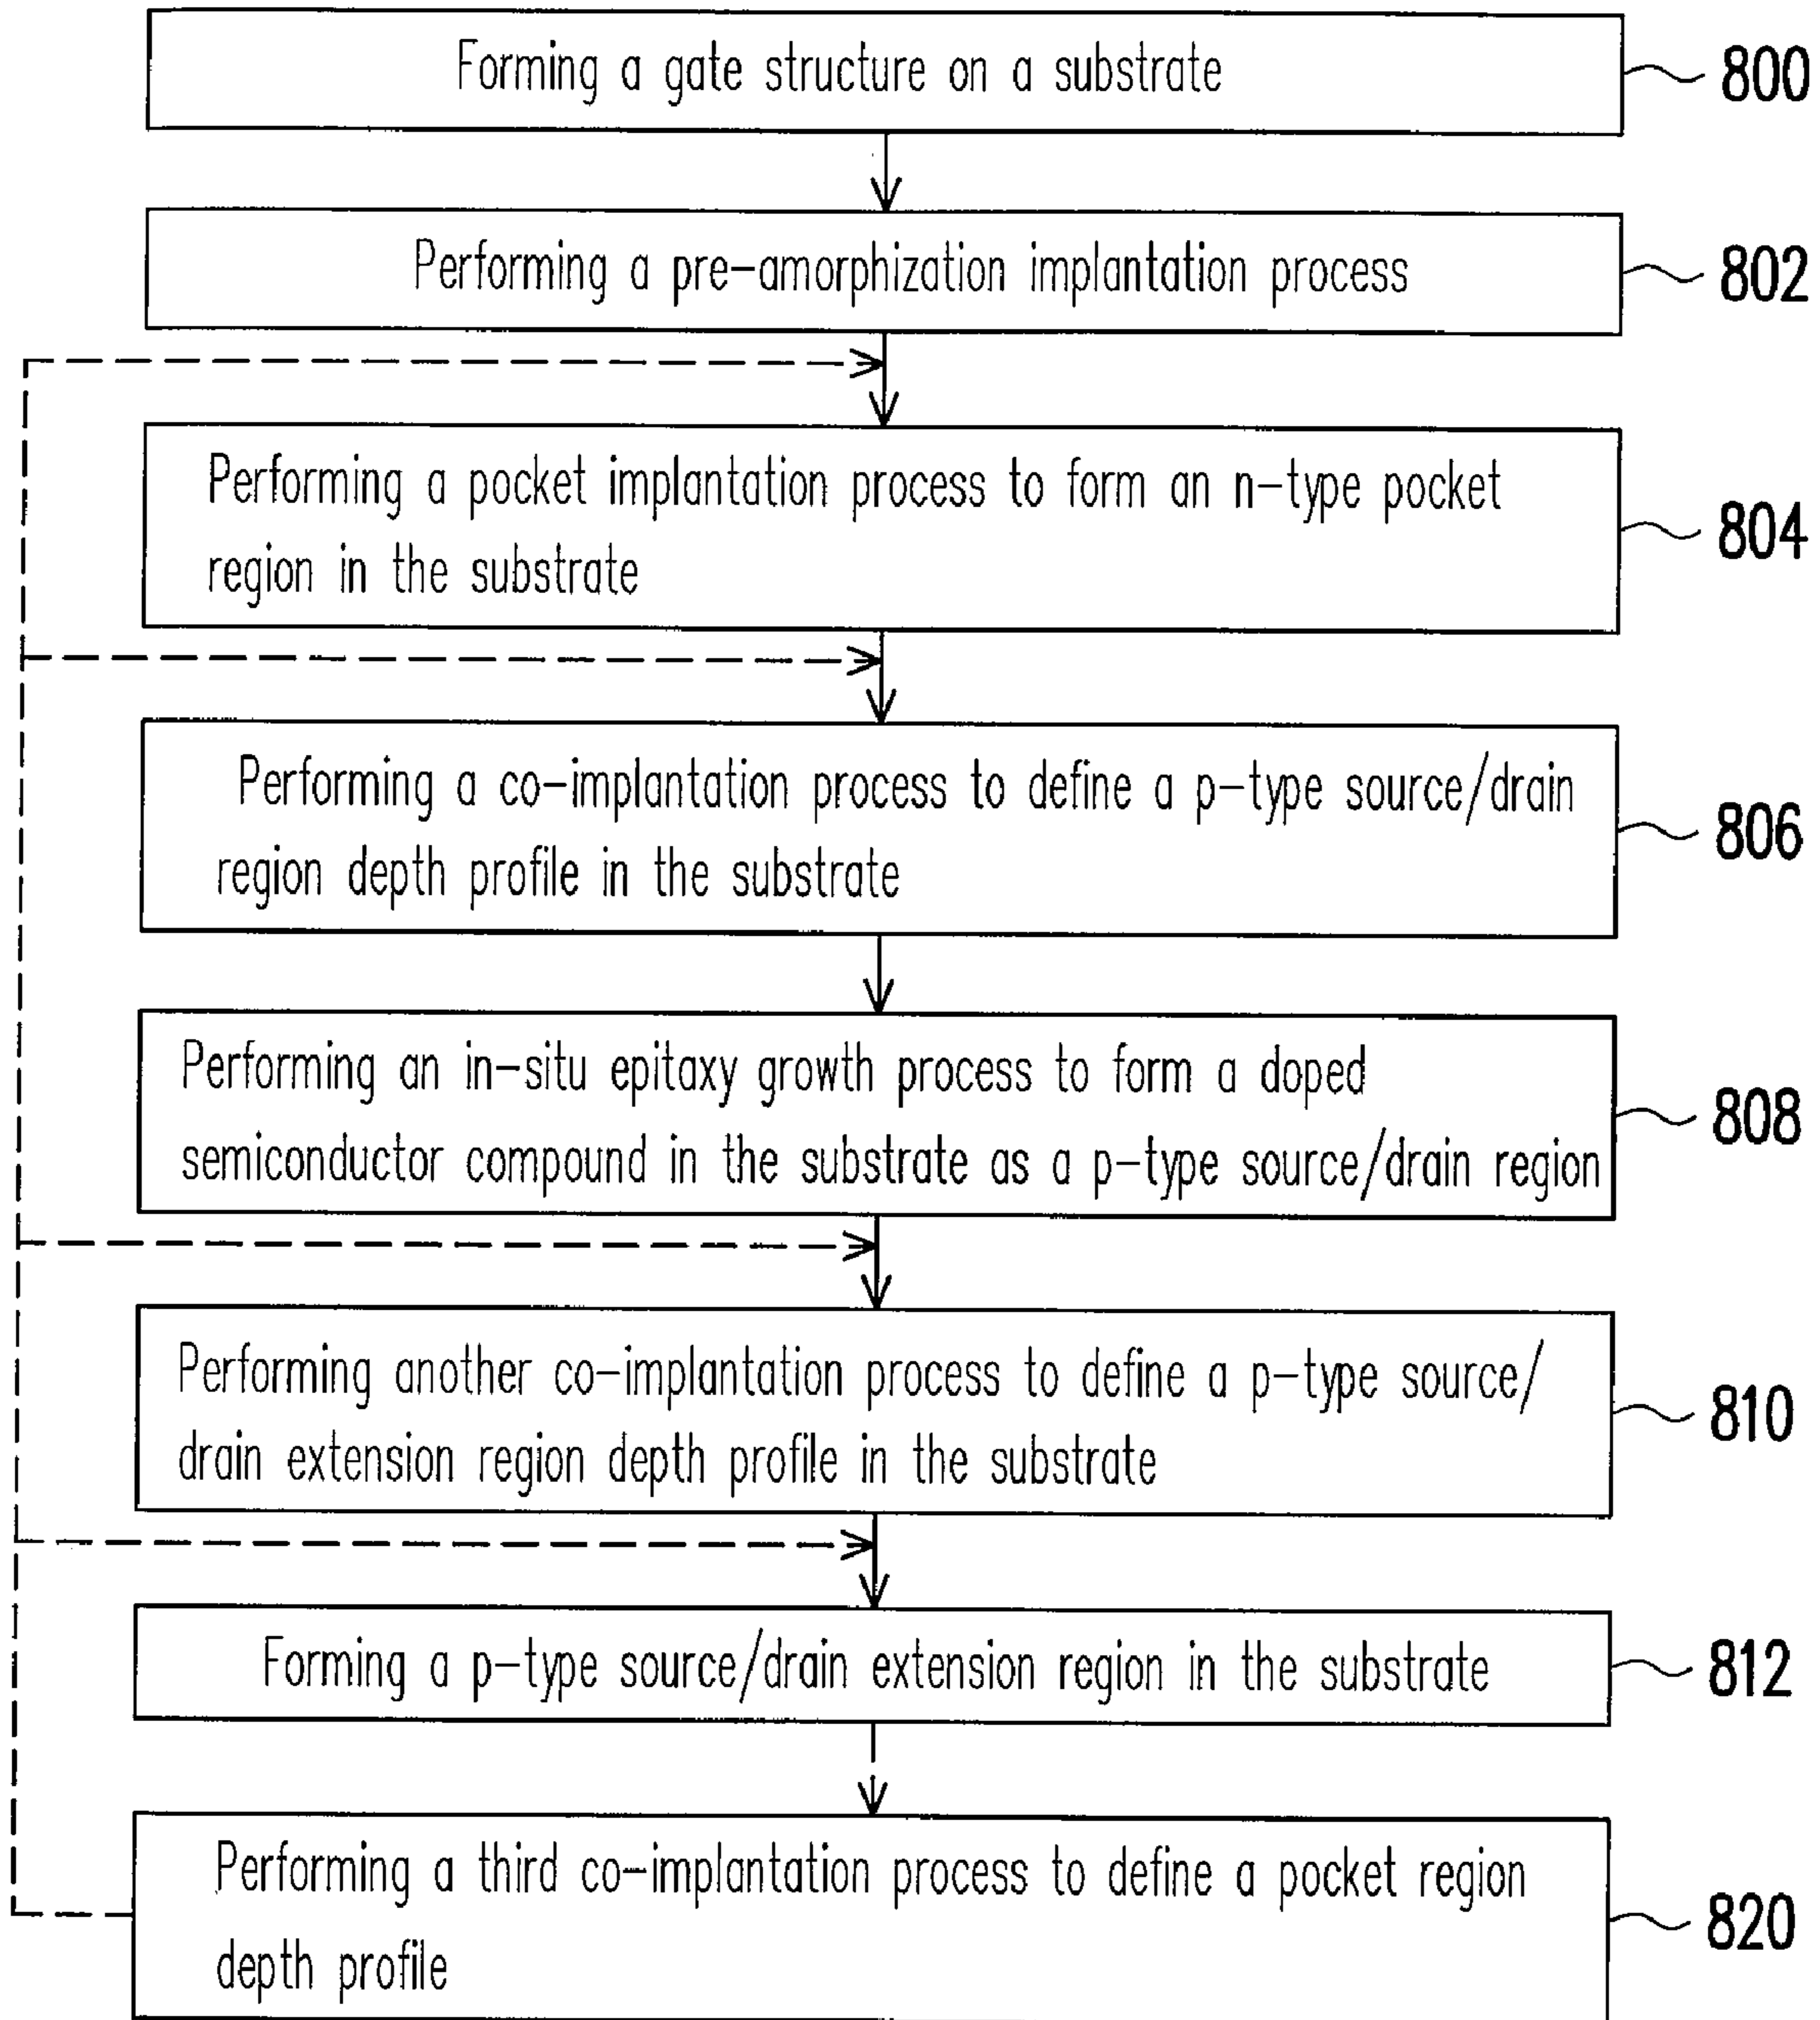 Forming a gate structure on a substrate
800
Performing a pre-amorphization implantation process
802
Performing a pocket implantation process to form an n-type pocket
region in the substrate
804
Performing a co-implantation process to define a p-type source/drain
region depth profile in the substrate
806
Performing an in-situ epitaxy growth process to form a doped
semiconductor compound in the substrate as a p-type source/drain region
808
Performing another co-implantation process to define a p-type source/
drain extension region depth profile in the substrate
810
Forming a p-type source/drain extension region in the substrate
812
Performing a third co-implantation process to define a pocket region
depth profile
820